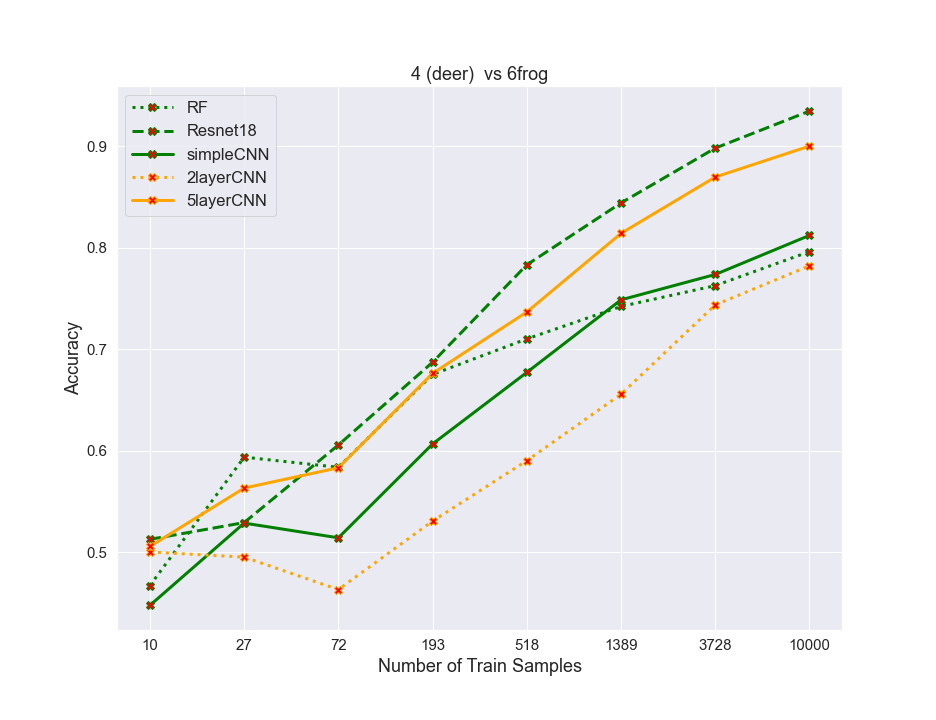 4 (deer)  vs 6frog
RF
Resnet18
simpleCNN
2layerCNN
5layerCNN
Accuracy
0.9
0.8
0.7
0.6
0.5
10 27 72 193 518 1389 3728 10000
Number of Train Samples